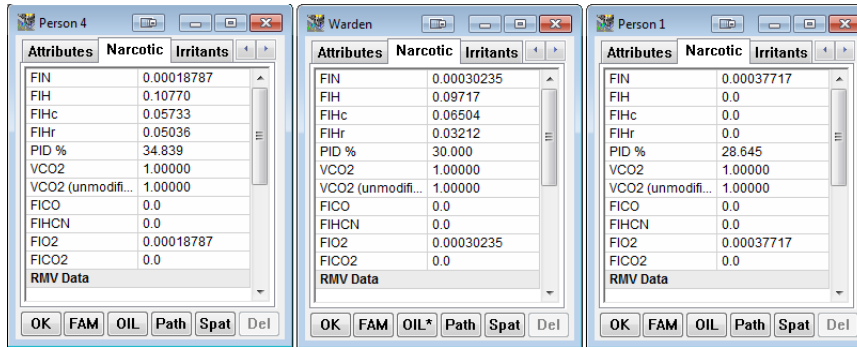 Person 4
Attributes Narcotic Irritants
FIN 0.00018787
FIH 0.10770
FIHc 0.05733
FIHr 0.05036
PID % 34.839
VCO2 1.00000
VCO2 (unmodifi... 1.00000
FICO 0.0
FIHCN 0.0
FIO2 0.00018787
FICO2 0.0
RMV Data
OK FAM OIL Path Spat Del
Warden
Attributes Narcotic Irritants
FIN 0.00030235
FIH 0.09717
FIHc 0.06504
FIHr 0.03212
PID % 30.000
VCO2 1.00000
VCO2 (unmodifi... 1.00000
FICO 0.0
FIHCN 0.0
FIO2 0.00030235
FICO2 0.0
RMV Data
OK FAM OIL* Path Spat Del
Person 1
Attributes Narcotic Irritants
FIN 0.00037717
FIH 0.0
FIHc 0.0
FIHr 0.0
PID % 28.645
VCO2 1.00000
VCO2 (unmodifi... 1.00000
FICO 0.0
FIHCN 0.0
FIO2 0.00037717
FICO2 0.0
RMV Data
OK FAM OIL Path Spat Del